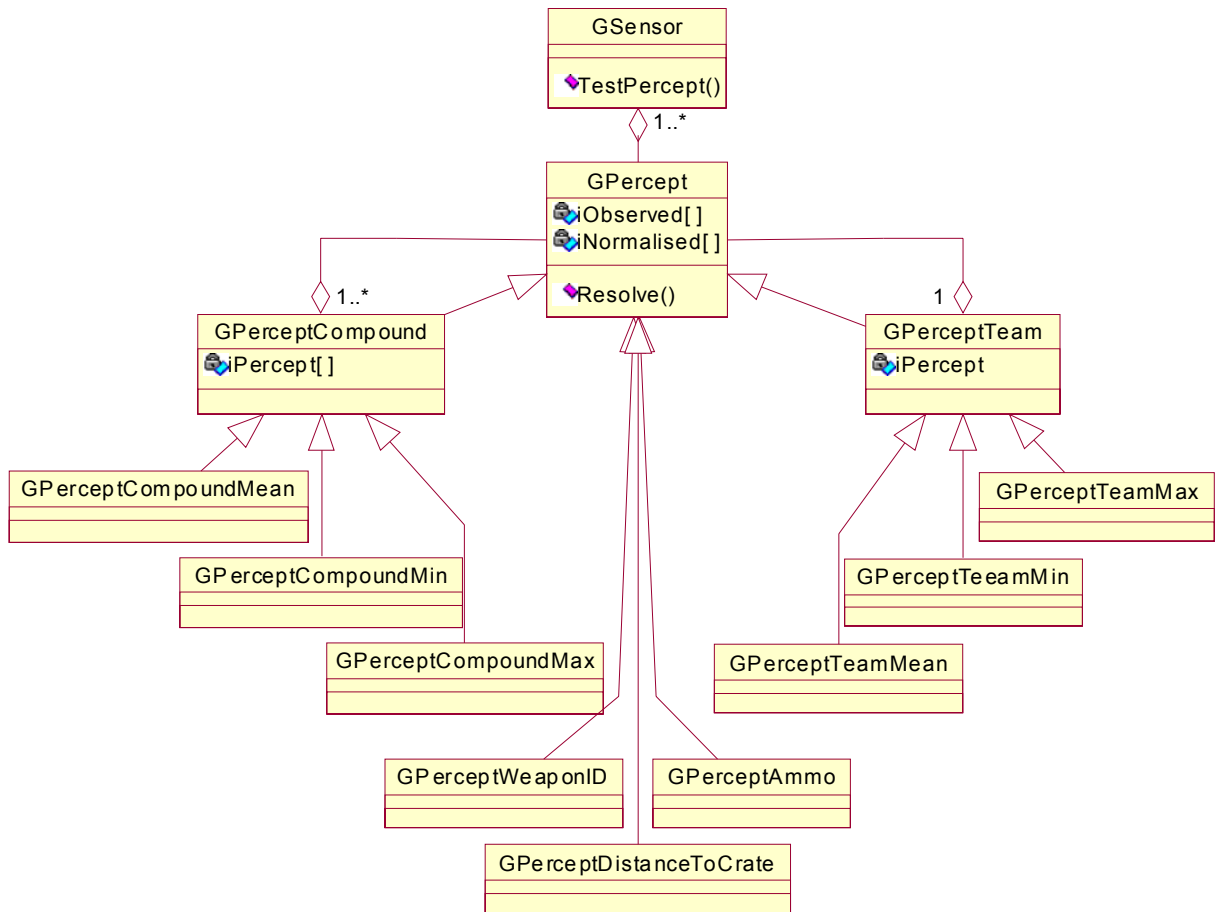 GSensor
TestPercept()
1..*
GPercept
iObserved[ ]
iNormalised[ ]
Resolve()
1..*
1
GPerceptCompound
iPercept[ ]
GPerceptTeam
iPercept
GPerceptCompoundMean
GPerceptTeamMax
GPerceptCompoundMin
GPerceptTeeamMin
GPerceptCompoundMax
GPerceptTeamMean
GPerceptWeaponID
GPerceptAmmo
GPerceptDistanceToCrate